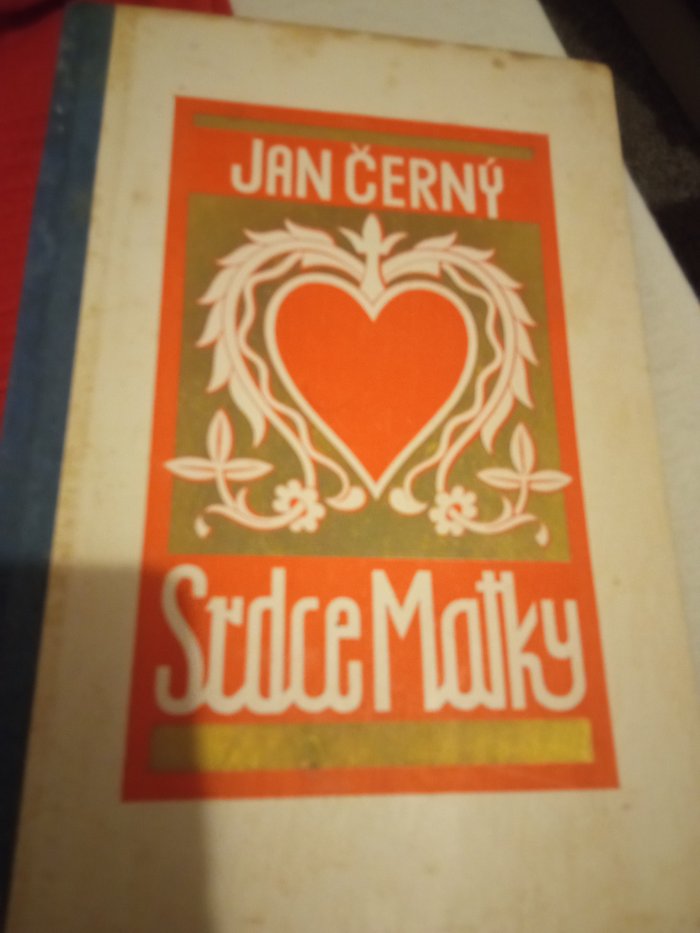 JAN ČERNÝ
Srdce Matky